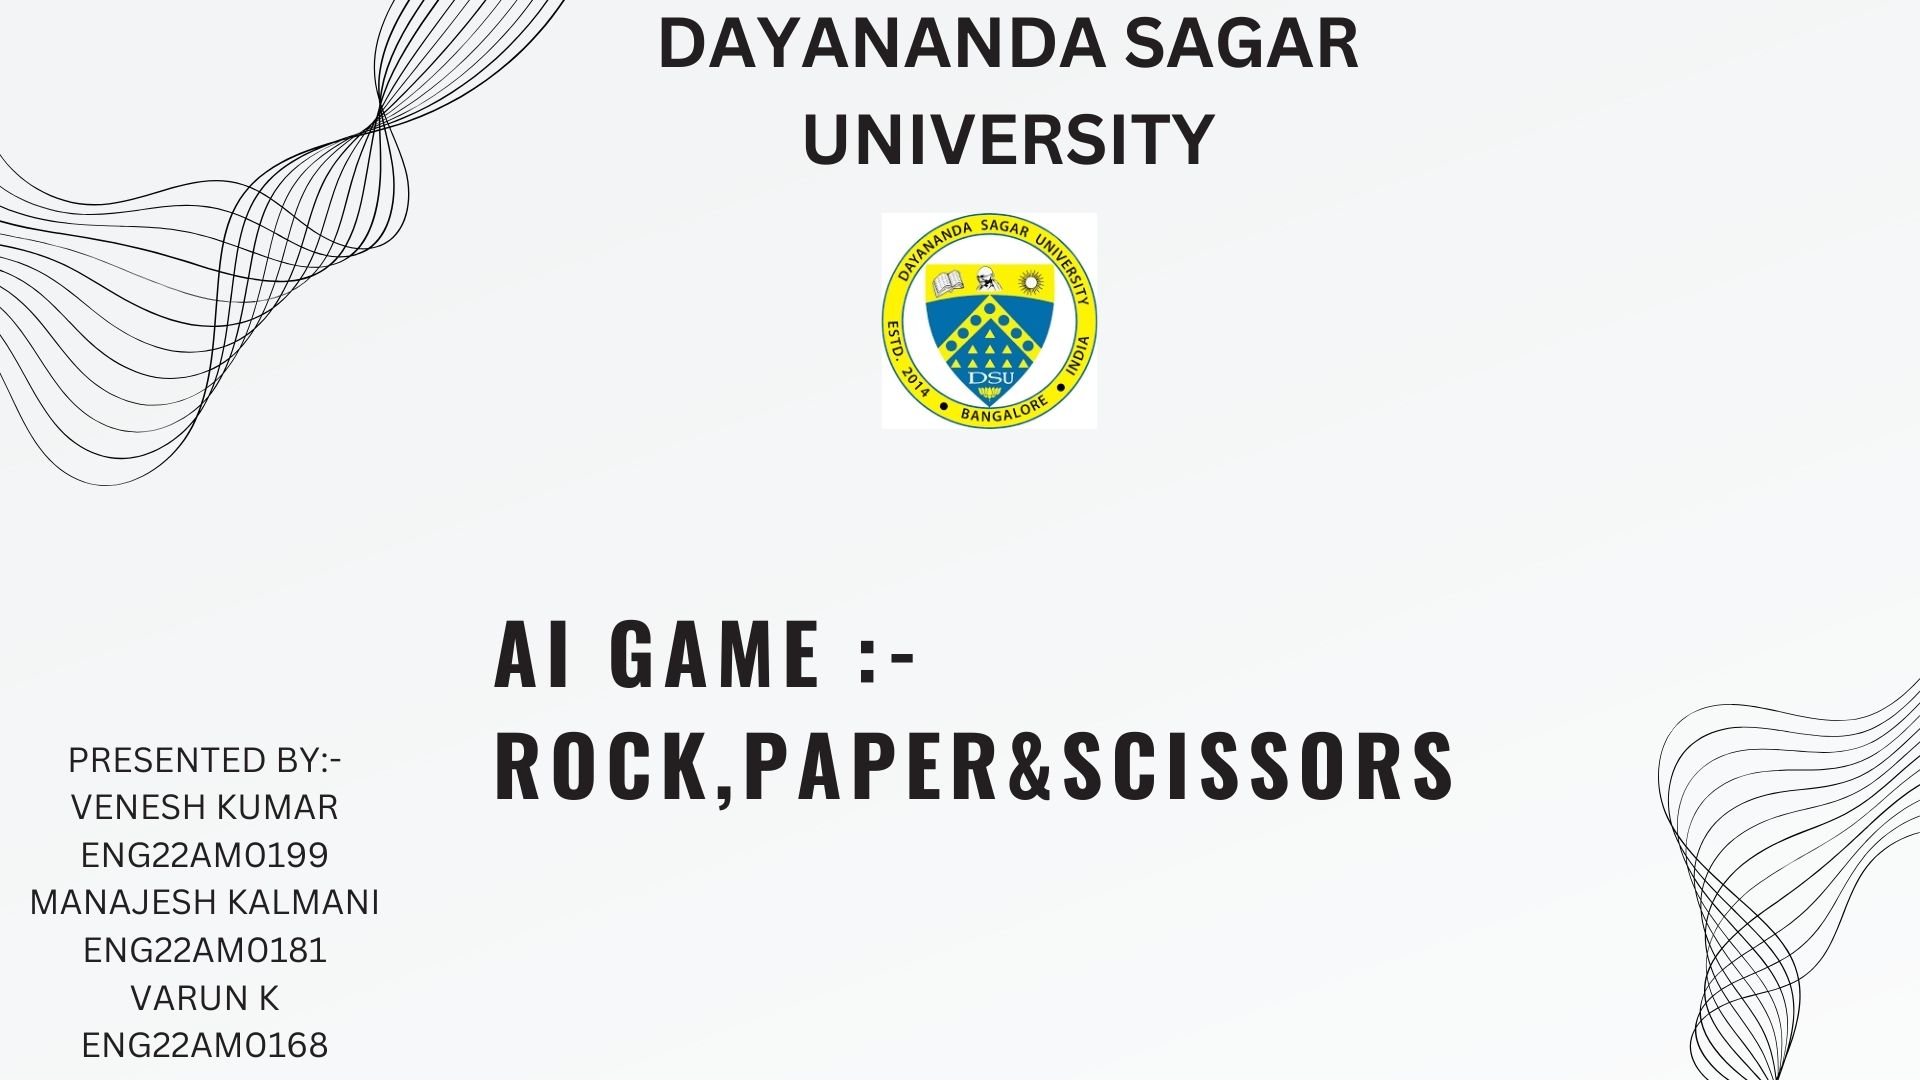 DAYANANDA SAGAR
UNIVERSITY
DAYANANDA SAGAR UNIVERSITY
ESTD. 2014 • BANGALORE • INDIA
DSU
AI GAME :-
ROCK,PAPER&SCISSORS
PRESENTED BY:-
VENESH KUMAR
ENG22AM0199
MANAJESH KALMANI
ENG22AM0181
VARUN K
ENG22AM0168